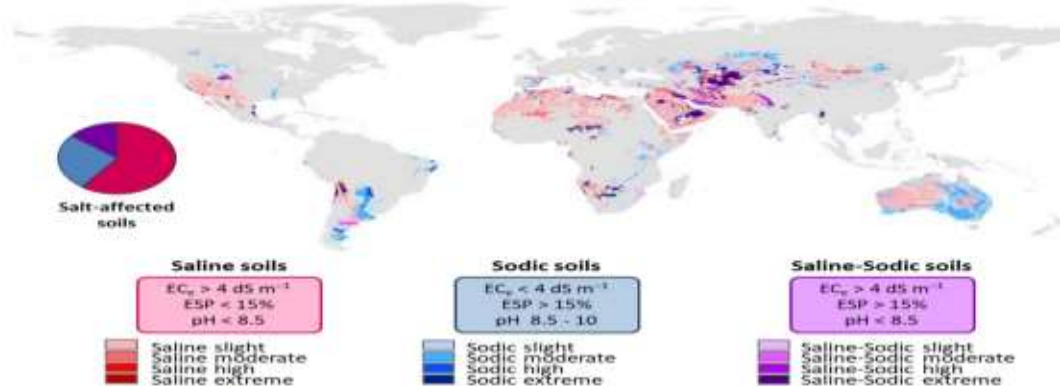 Salt-affected
soils
Saline soils
ECe > 4 dS m⁻¹
ESP < 15%
pH < 8.5
Saline slight
Saline moderate
Saline high
Saline extreme
Sodic soils
ECe < 4 dS m⁻¹
ESP > 15%
pH 8.5 - 10
Sodic slight
Sodic moderate
Sodic high
Sodic extreme
Saline-Sodic soils
ECe > 4 dS m⁻¹
ESP > 15%
pH < 8.5
Saline-Sodic slight
Saline-Sodic moderate
Saline-Sodic high
Saline-Sodic extreme